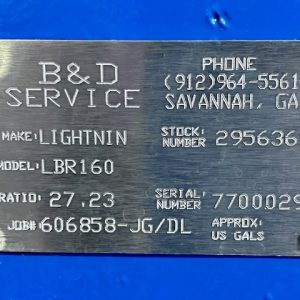 B&D PHONE
SERVICE (912)964-5561
SAVANNAH, GA
MAKE: LIGHTNIN STOCK NUMBER 295636
MODEL: LBR160
RATIO: 27.23 SERIAL NUMBER 7700029
JOB# 606858-JG/DL APPROX: US GALS